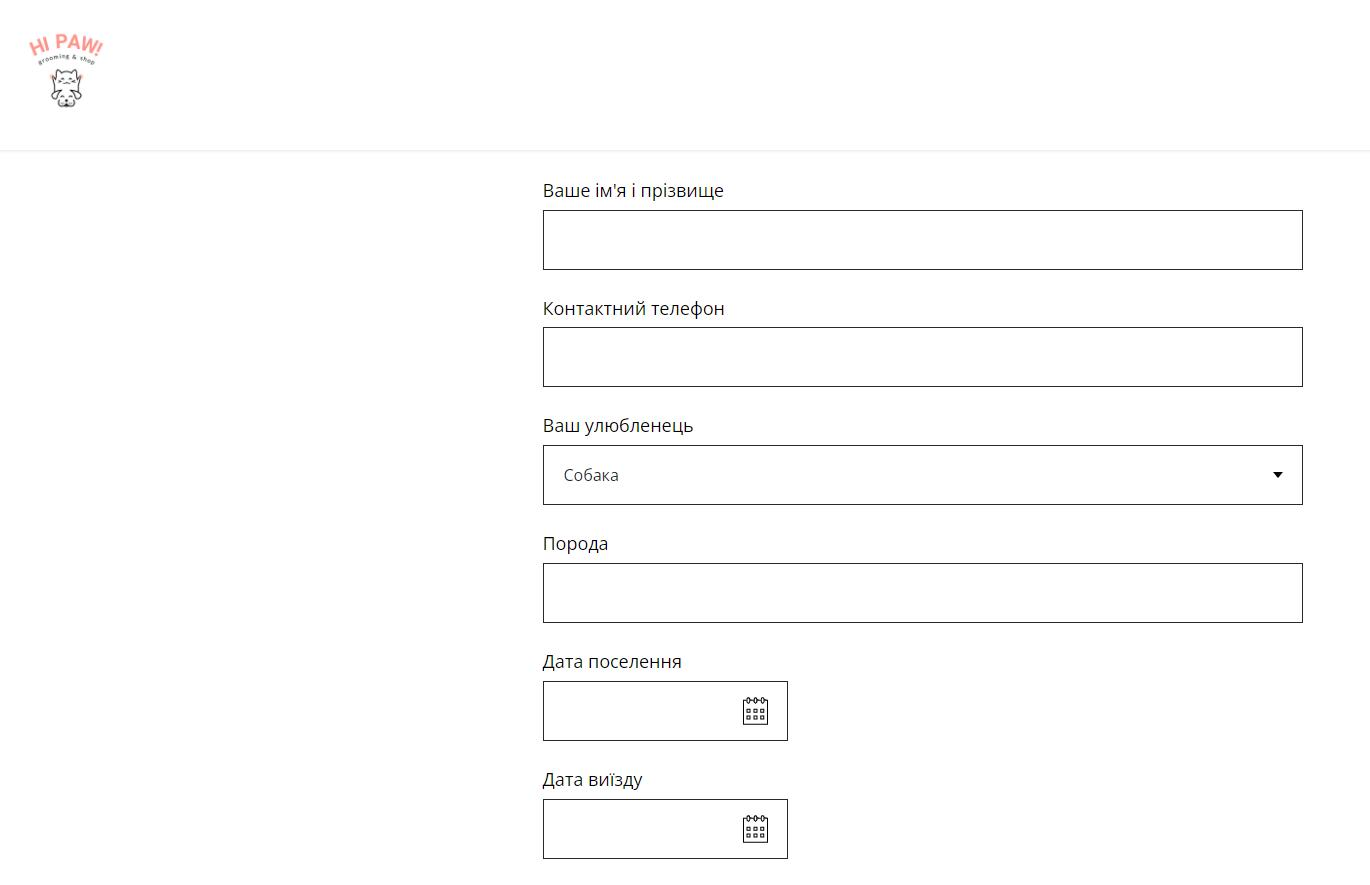 HI PAW!
grooming & shop
Ваше ім'я і прізвище
Контактний телефон
Ваш улюбленець
Собака
Порода
Дата поселення
Дата виїзду